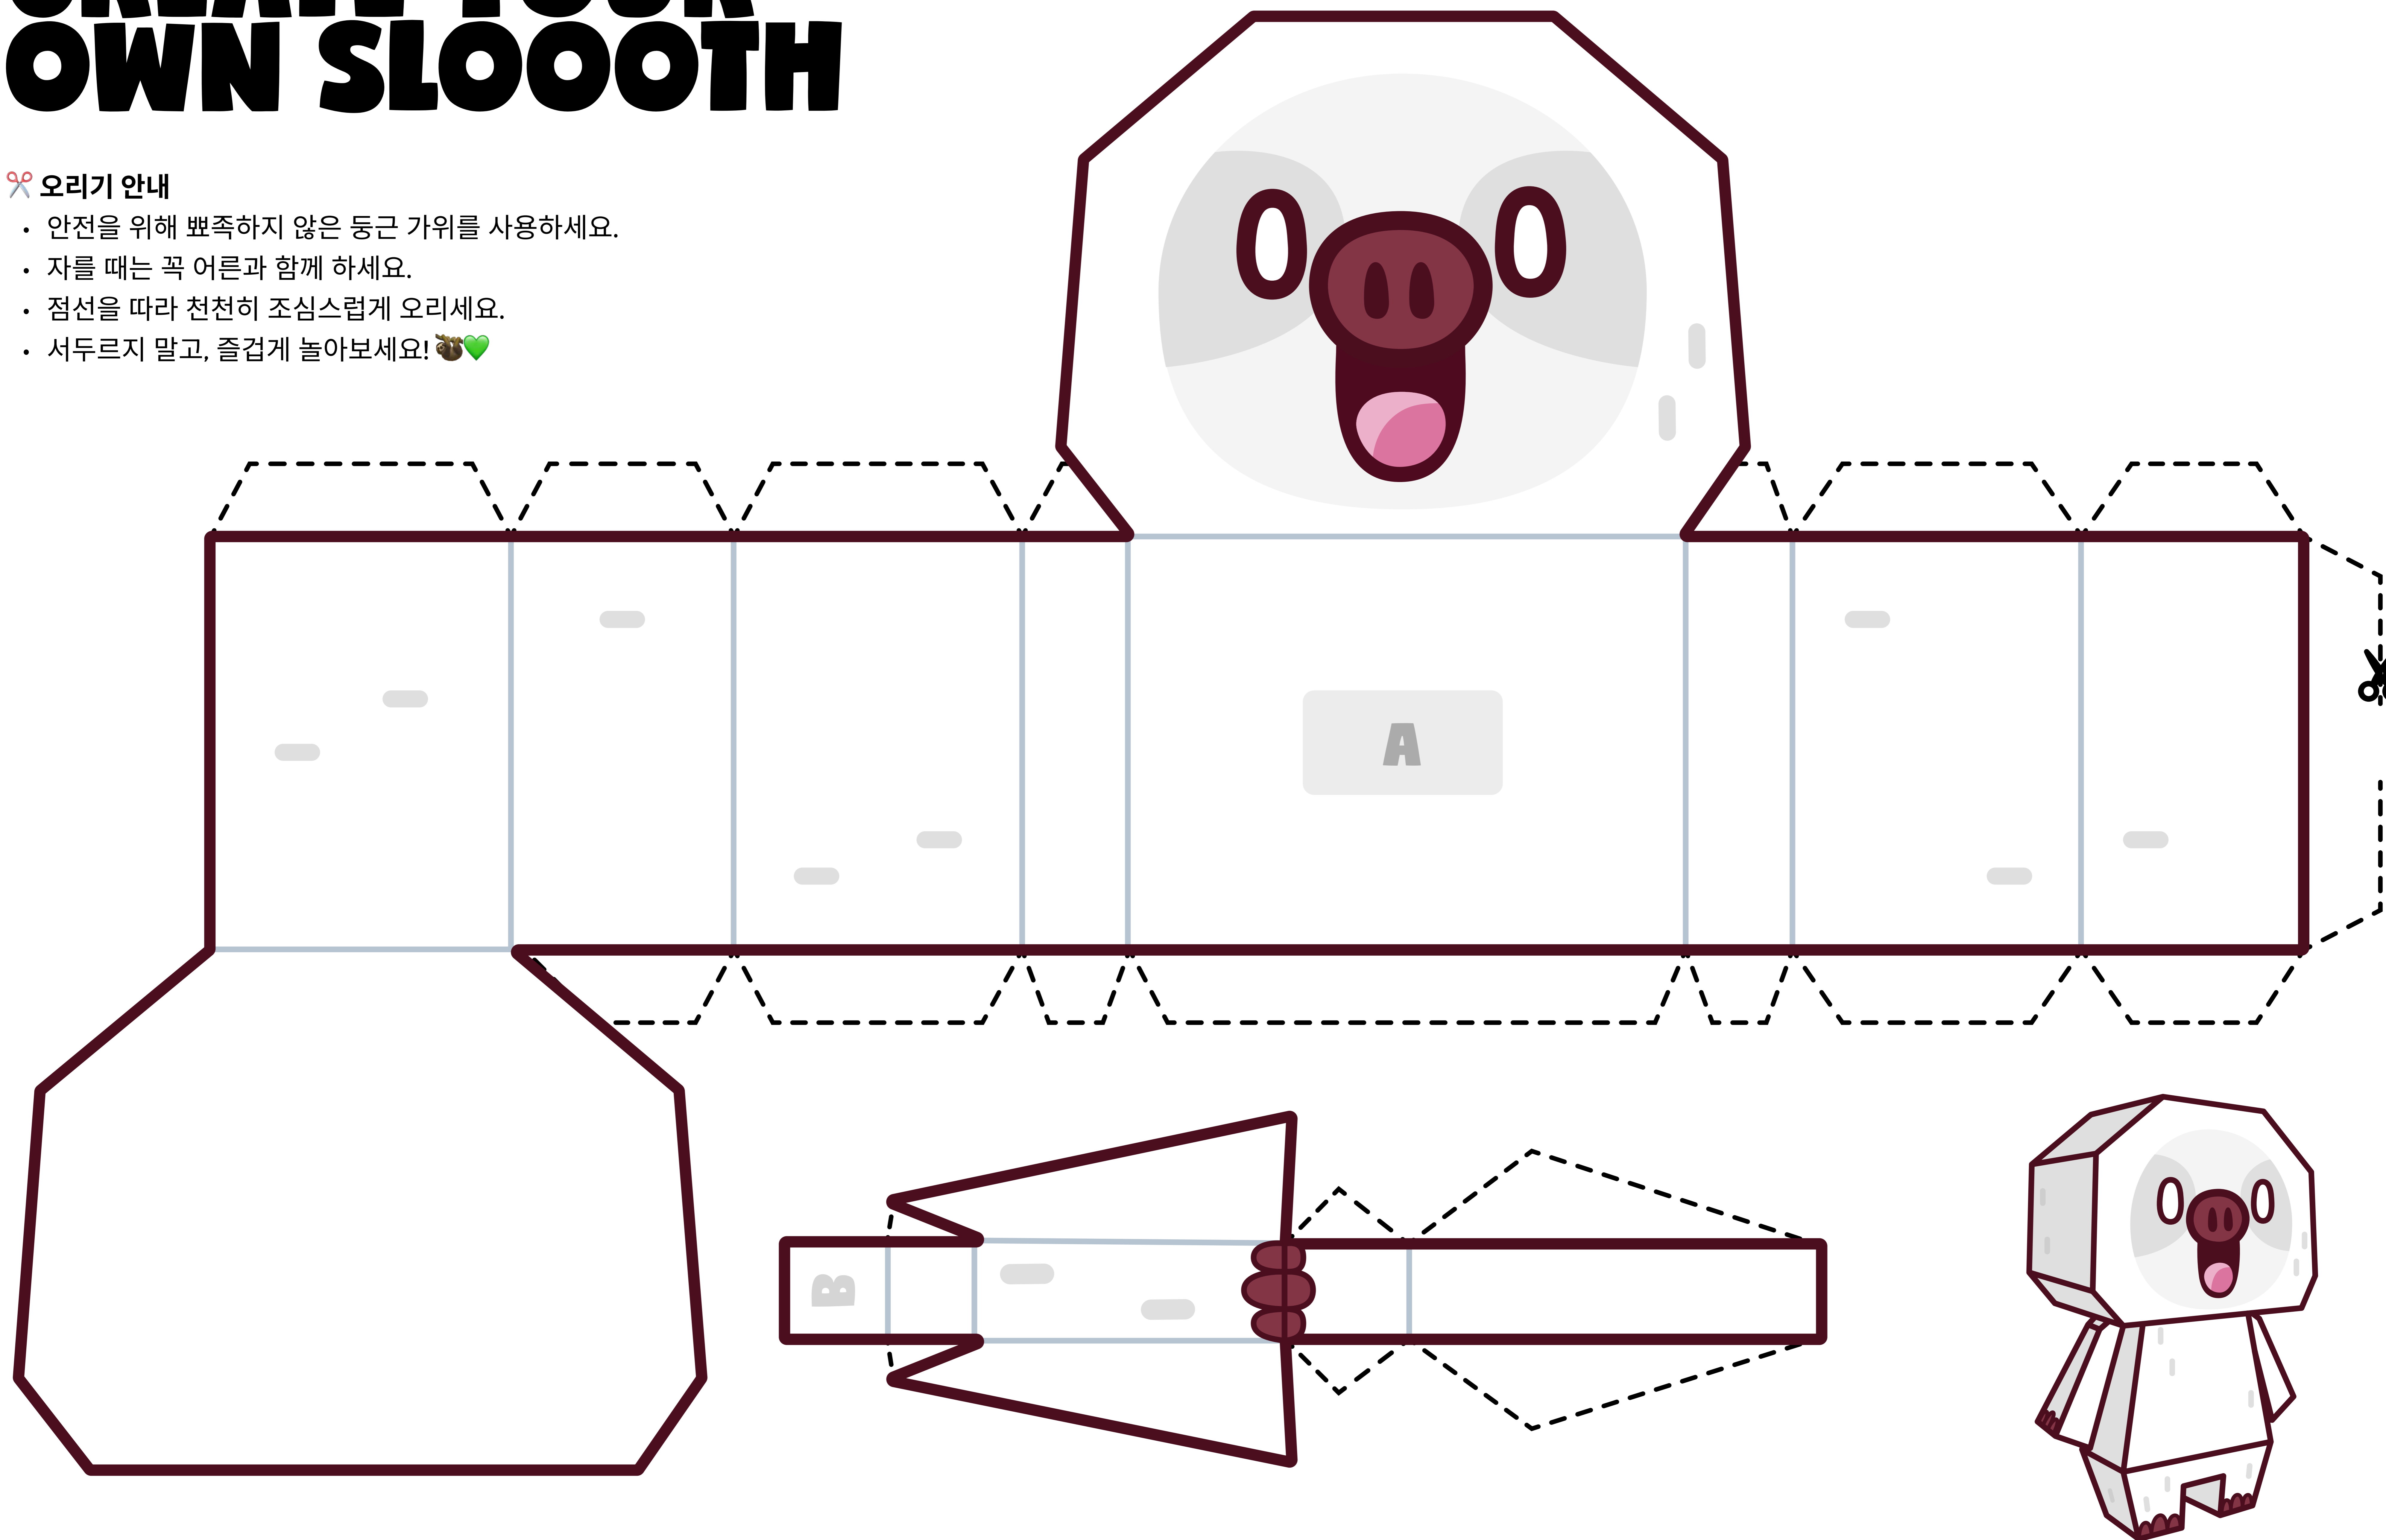 CREATE YOUR
OWN SLOOOTH
✂️ 오리기 안내
• 안전을 위해 뾰족하지 않은 둥근 가위를 사용하세요.
• 자를 때는 꼭 어른과 함께 하세요.
• 점선을 따라 천천히 조심스럽게 오리세요.
• 서두르지 말고, 즐겁게 놀아보세요! 🦥💚
A
B